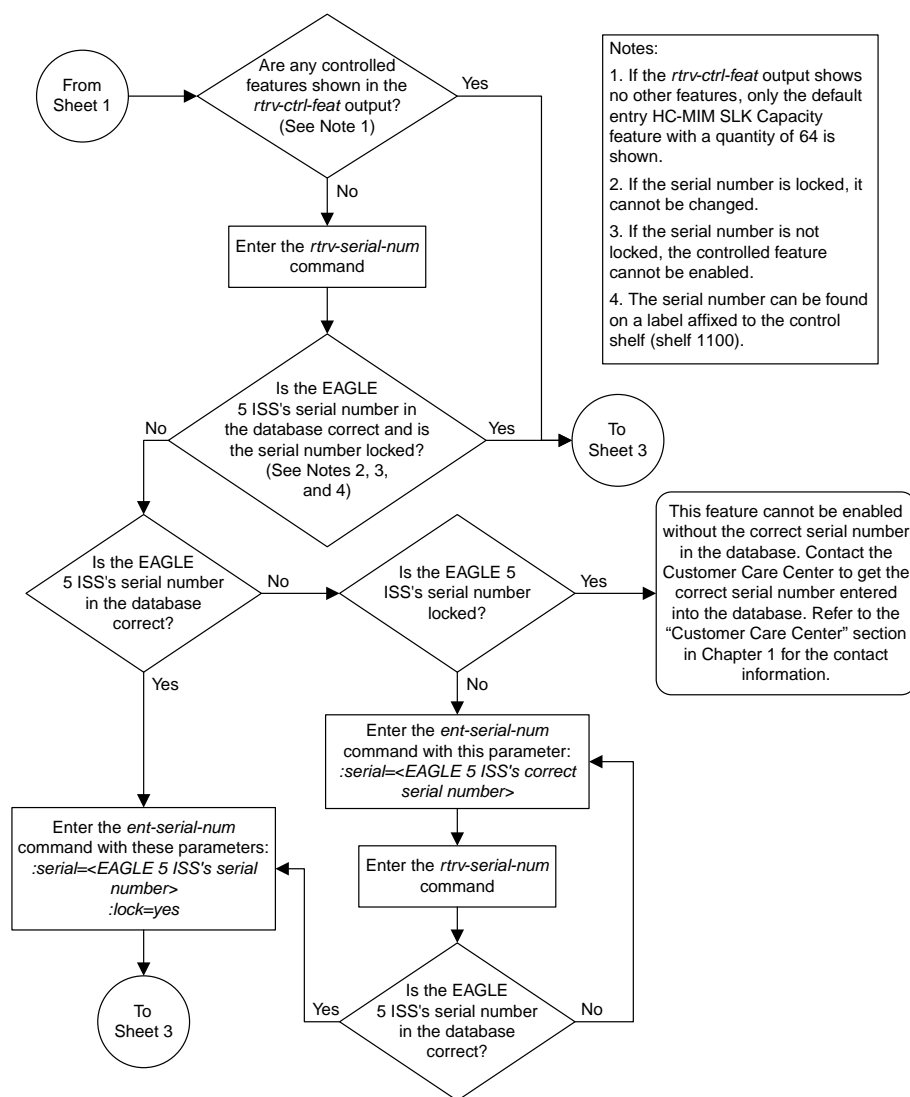 From
Sheet 1
Are any controlled
features shown in the
rtrv-ctrl-feat output?
(See Note 1)
Yes
No
Notes:
1. If the rtrv-ctrl-feat output shows
no other features, only the default
entry HC-MIM SLK Capacity
feature with a quantity of 64 is
shown.
2. If the serial number is locked, it
cannot be changed.
3. If the serial number is not
locked, the controlled feature
cannot be enabled.
4. The serial number can be found
on a label affixed to the control
shelf (shelf 1100).
Enter the rtrv-serial-num
command
Is the EAGLE
5 ISS's serial number in
the database correct and is
the serial number locked?
(See Notes 2, 3,
and 4)
No
Yes
To
Sheet 3
Is the EAGLE
5 ISS's serial number
in the database
correct?
No
Yes
Is the EAGLE 5
ISS's serial number
locked?
Yes
No
This feature cannot be enabled
without the correct serial number
in the database. Contact the
Customer Care Center to get the
correct serial number entered
into the database. Refer to the
“Customer Care Center” section
in Chapter 1 for the contact
information.
Enter the ent-serial-num
command with this parameter:
:serial=<EAGLE 5 ISS's correct
serial number>
Enter the ent-serial-num
command with these parameters:
:serial=<EAGLE 5 ISS's serial
number>
:lock=yes
Enter the rtrv-serial-num
command
Is the EAGLE
5 ISS's serial number
in the database
correct?
Yes
No
To
Sheet 3